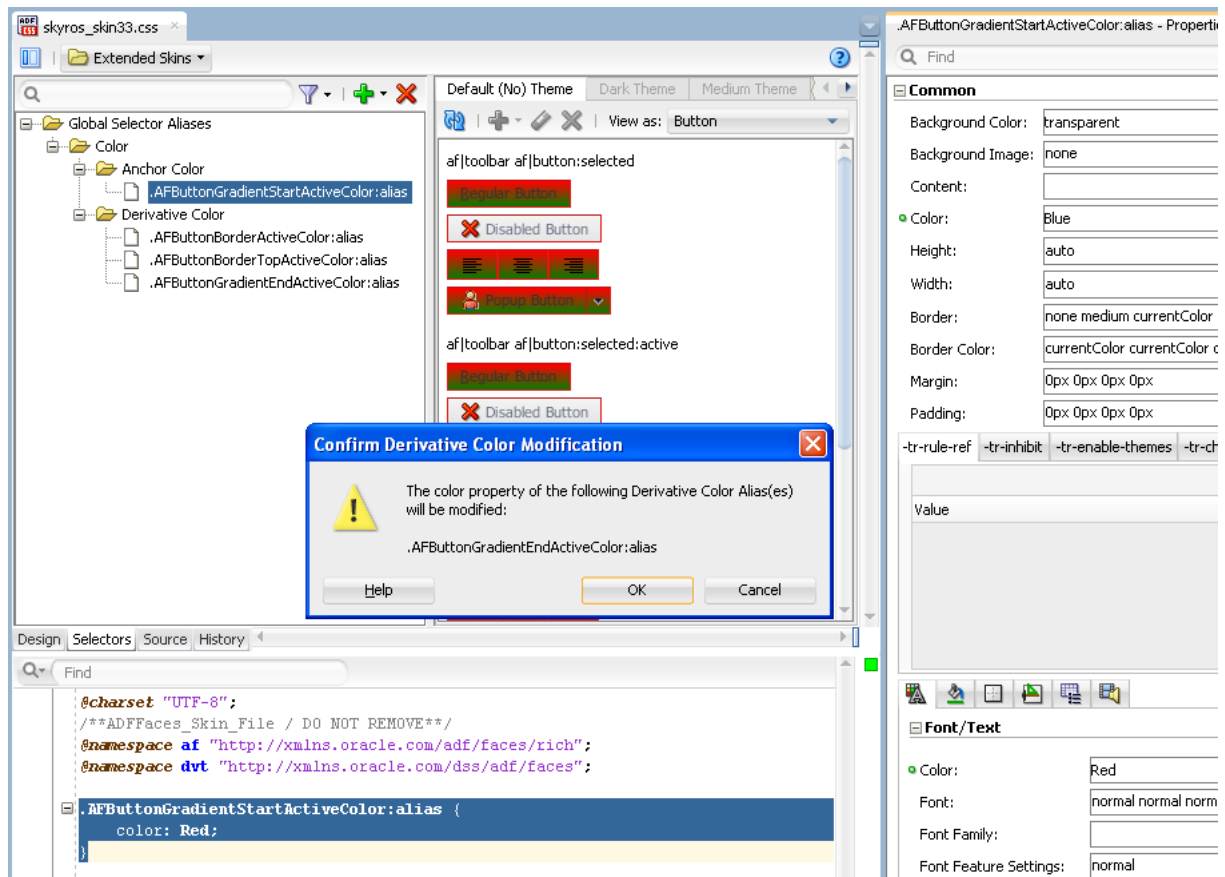 ADF CSS skyros_skin33.css ×
Extended Skins
?
Global Selector Aliases
Color
Anchor Color
.AFButtonGradientStartActiveColor:alias
Derivative Color
.AFButtonBorderActiveColor:alias
.AFButtonBorderTopActiveColor:alias
.AFButtonGradientEndActiveColor:alias
Default (No) Theme Dark Theme Medium Theme
View as: Button
af|toolbar af|button:selected
Regular Button
Disabled Button
Popup Button
af|toolbar af|button:selected:active
Regular Button
Disabled Button
Confirm Derivative Color Modification
The color property of the following Derivative Color Alias(es)
will be modified:
.AFButtonGradientEndActiveColor:alias
Help OK Cancel
Design Selectors Source History
Find
@charset "UTF-8";
/**ADFFaces_Skin_File / DO NOT REMOVE**/
@namespace af "http://xmlns.oracle.com/adf/faces/rich";
@namespace dvt "http://xmlns.oracle.com/dss/adf/faces";
.AFButtonGradientStartActiveColor:alias {
color: Red;
}
.AFButtonGradientStartActiveColor:alias - Properti
Find
Common
Background Color: transparent
Background Image: none
Content:
Color: Blue
Height: auto
Width: auto
Border: none medium currentColor
Border Color: currentColor currentColor c
Margin: 0px 0px 0px 0px
Padding: 0px 0px 0px 0px
-tr-rule-ref -tr-inhibit -tr-enable-themes -tr-ch
Value
Font/Text
Color: Red
Font: normal normal norm
Font Family:
Font Feature Settings: normal